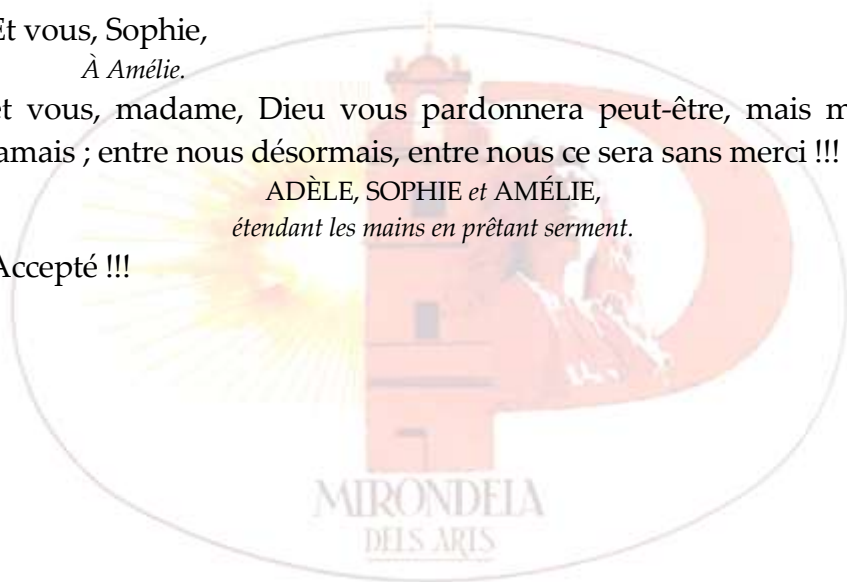 Et vous, Sophie,
À Amélie.
et vous, madame, Dieu vous pardonnera peut-être, mais m
amais ; entre nous désormais, entre nous ce sera sans merci !!!
ADÈLE, SOPHIE et AMÉLIE,
étendant les mains en prêtant serment.
Accepté !!!
MIRONDELA
DELS ARTS